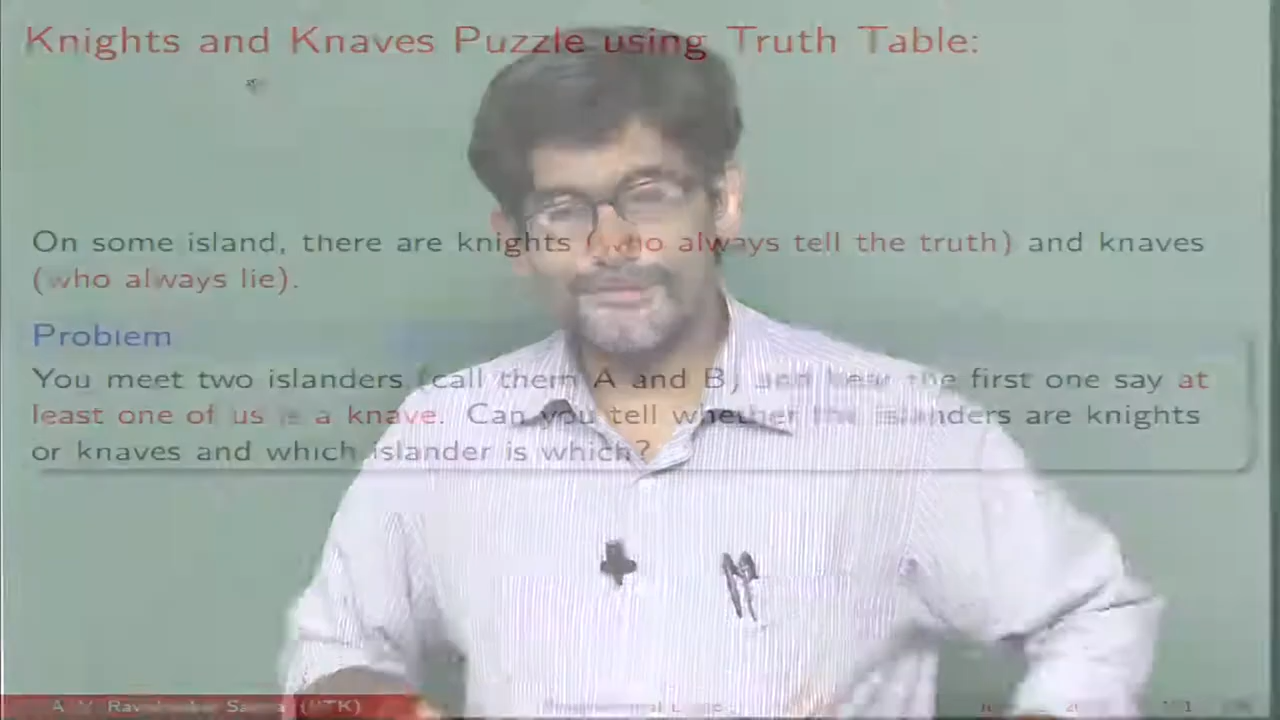 Knights and Knaves Puzzle using Truth Table:
On some island, there are knights (who always tell the truth) and knaves
(who always lie).
Problem
You meet two islanders (call them A and B) and hear the first one say at
least one of us is a knave. Can you tell whether the islanders are knights
or knaves and which islander is which?